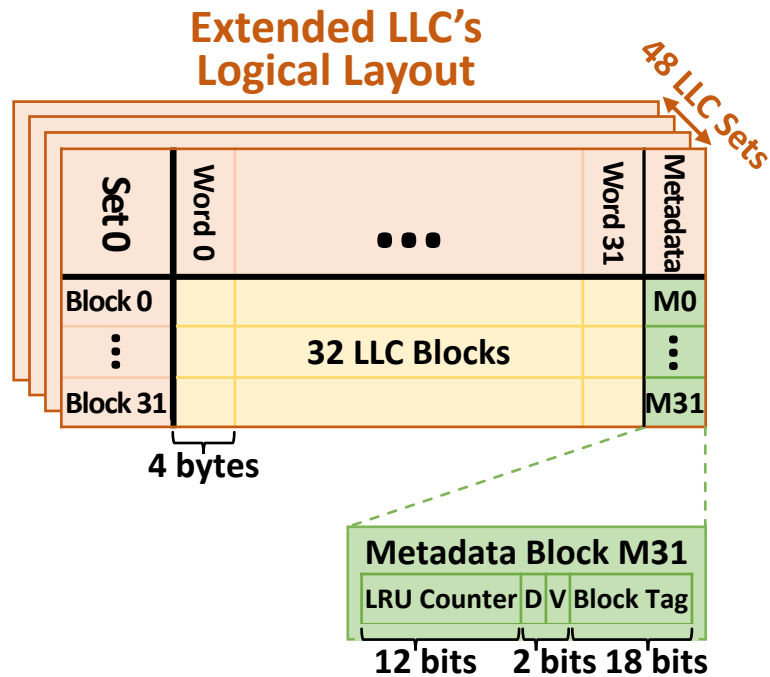 Extended LLC's
Logical Layout
48 LLC Sets
Set 0
Word 0
...
Word 31
Metadata
Block 0
M0
...
32 LLC Blocks
...
Block 31
M31
4 bytes
Metadata Block M31
LRU Counter D V Block Tag
12 bits 2 bits 18 bits